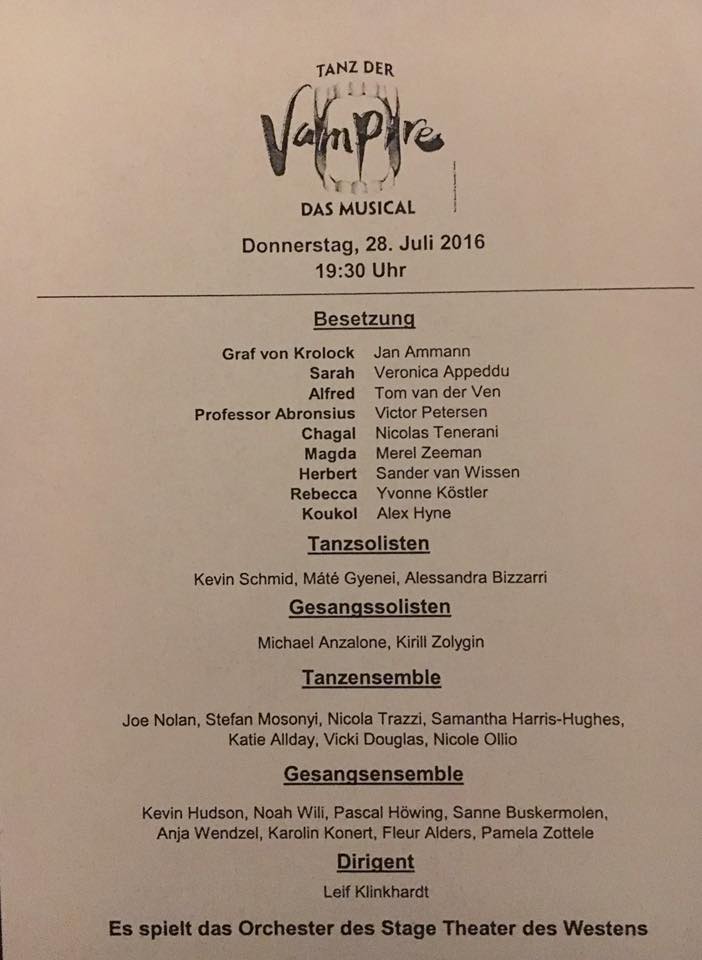 TANZ DER
Vampire
DAS MUSICAL
Donnerstag, 28. Juli 2016
19:30 Uhr
Besetzung
Graf von Krolock Jan Ammann
Sarah Veronica Appeddu
Alfred Tom van der Ven
Professor Abronsius Victor Petersen
Chagal Nicolas Tenerani
Magda Merel Zeeman
Herbert Sander van Wissen
Rebecca Yvonne Köstler
Koukol Alex Hyne
Tanzsolisten
Kevin Schmid, Máté Gyenei, Alessandra Bizzarri
Gesangssolisten
Michael Anzalone, Kirill Zolygin
Tanzensemble
Joe Nolan, Stefan Mosonyi, Nicola Trazzi, Samantha Harris-Hughes,
Katie Allday, Vicki Douglas, Nicole Ollio
Gesangsensemble
Kevin Hudson, Noah Wili, Pascal Höwing, Sanne Buskermolen,
Anja Wendzel, Karolin Konert, Fleur Alders, Pamela Zottele
Dirigent
Leif Klinkhardt
Es spielt das Orchester des Stage Theater des Westens